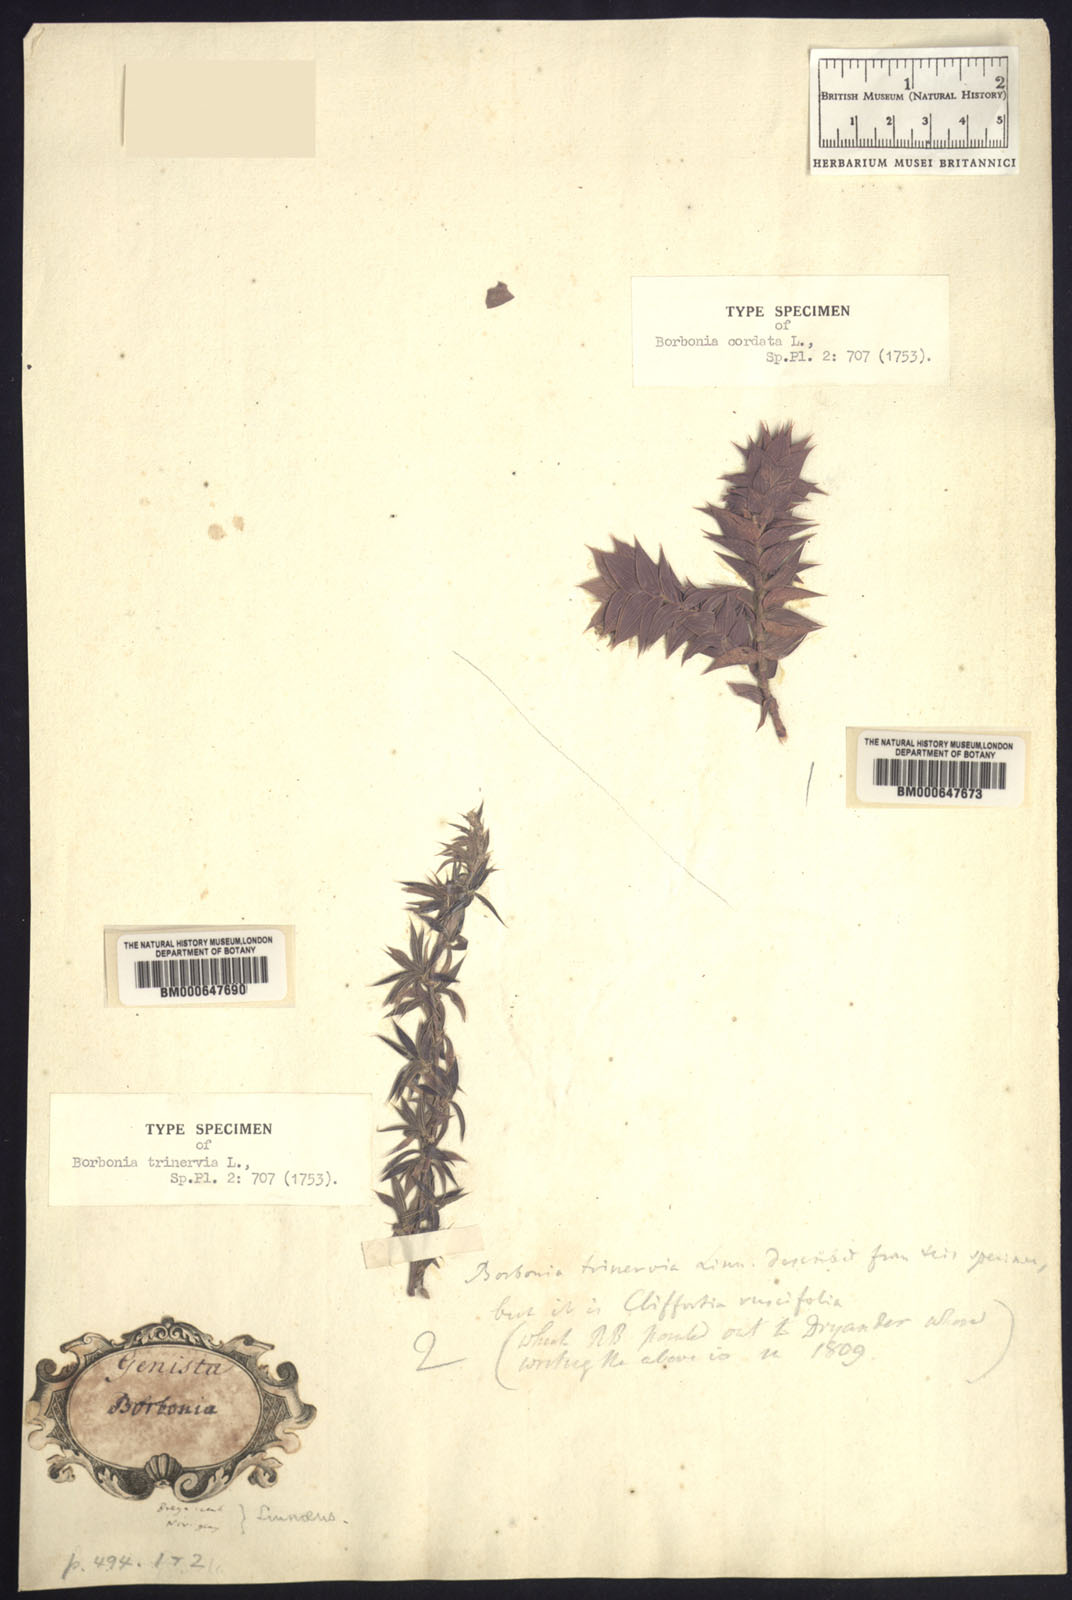 1 2
BRITISH MUSEUM (NATURAL HISTORY)
1 2 3 4 5
HERBARIUM MUSEI BRITANNICI
TYPE SPECIMEN
of
Borbonia cordata L.,
Sp.Pl. 2: 707 (1753).
THE NATURAL HISTORY MUSEUM, LONDON
DEPARTMENT OF BOTANY
BM000647673
THE NATURAL HISTORY MUSEUM, LONDON
DEPARTMENT OF BOTANY
BM000647690
TYPE SPECIMEN
of
Borbonia trinervia L.,
Sp.Pl. 2: 707 (1753).
Borbonia trinervia Linn. described from this specimen,
but it is Cliffortia ruscifolia
2 (which RB pointed out to Dryander whose
writing the above is in 1809.)
Genista
Borbonia
} Linnæus.
p. 494. 1 & 2